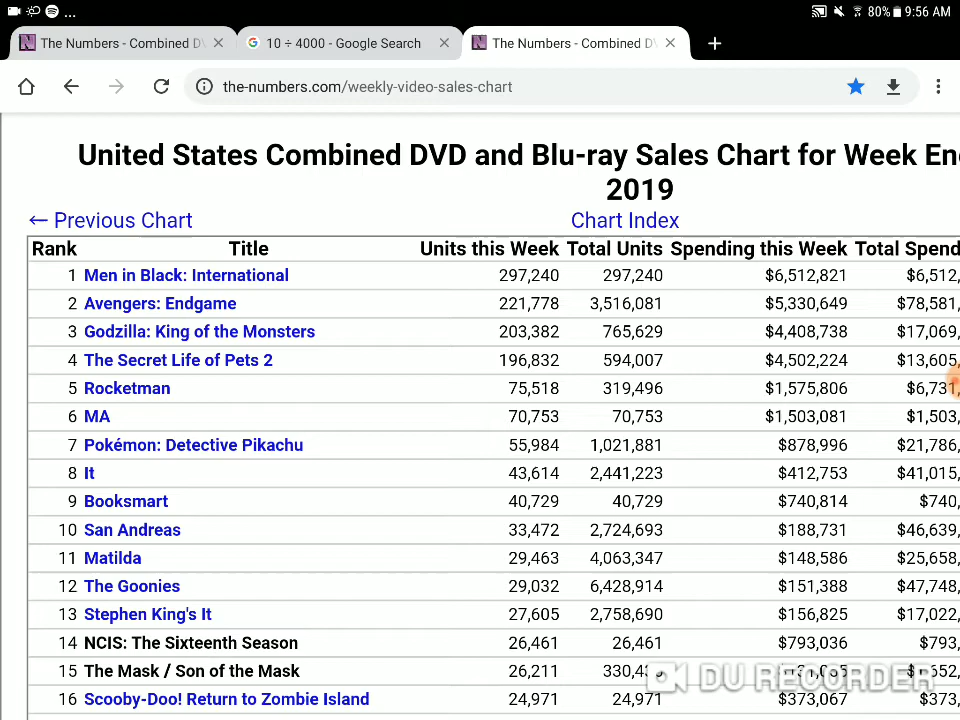 ... 80% 9:56 AM
The Numbers - Combined D × 10 ÷ 4000 - Google Search × The Numbers - Combined D × +
the-numbers.com/weekly-video-sales-chart
United States Combined DVD and Blu-ray Sales Chart for Week En
2019
← Previous Chart Chart Index
Rank Title Units this Week Total Units Spending this Week Total Spend
1 Men in Black: International 297,240 297,240 $6,512,821 $6,512,
2 Avengers: Endgame 221,778 3,516,081 $5,330,649 $78,581,
3 Godzilla: King of the Monsters 203,382 765,629 $4,408,738 $17,069,
4 The Secret Life of Pets 2 196,832 594,007 $4,502,224 $13,605,
5 Rocketman 75,518 319,496 $1,575,806 $6,731,
6 MA 70,753 70,753 $1,503,081 $1,503,
7 Pokémon: Detective Pikachu 55,984 1,021,881 $878,996 $21,786,
8 It 43,614 2,441,223 $412,753 $41,015,
9 Booksmart 40,729 40,729 $740,814 $740,
10 San Andreas 33,472 2,724,693 $188,731 $46,639,
11 Matilda 29,463 4,063,347 $148,586 $25,658,
12 The Goonies 29,032 6,428,914 $151,388 $47,748,
13 Stephen King's It 27,605 2,758,690 $156,825 $17,022,
14 NCIS: The Sixteenth Season 26,461 26,461 $793,036 $793,
15 The Mask / Son of the Mask 26,211
16 Scooby-Doo! Return to Zombie Island 24,971 24,971 $373,067 $373,
DU RECORDER